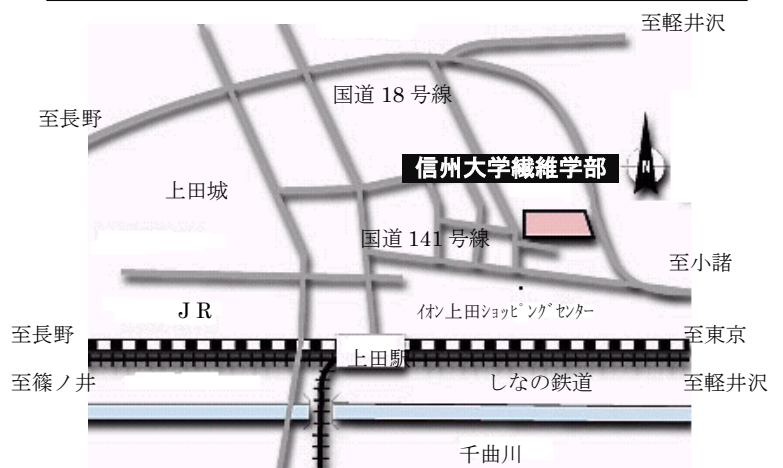 至軽井沢
国道 18 号線
至長野
信州大学繊維学部
N
上田城
国道 141 号線
至小諸
ＪＲ
ｲｵﾝ上田ｼｮｯﾋﾟﾝｸﾞｾﾝﾀｰ
至長野
至東京
上田駅
至篠ノ井
しなの鉄道
至軽井沢
千曲川